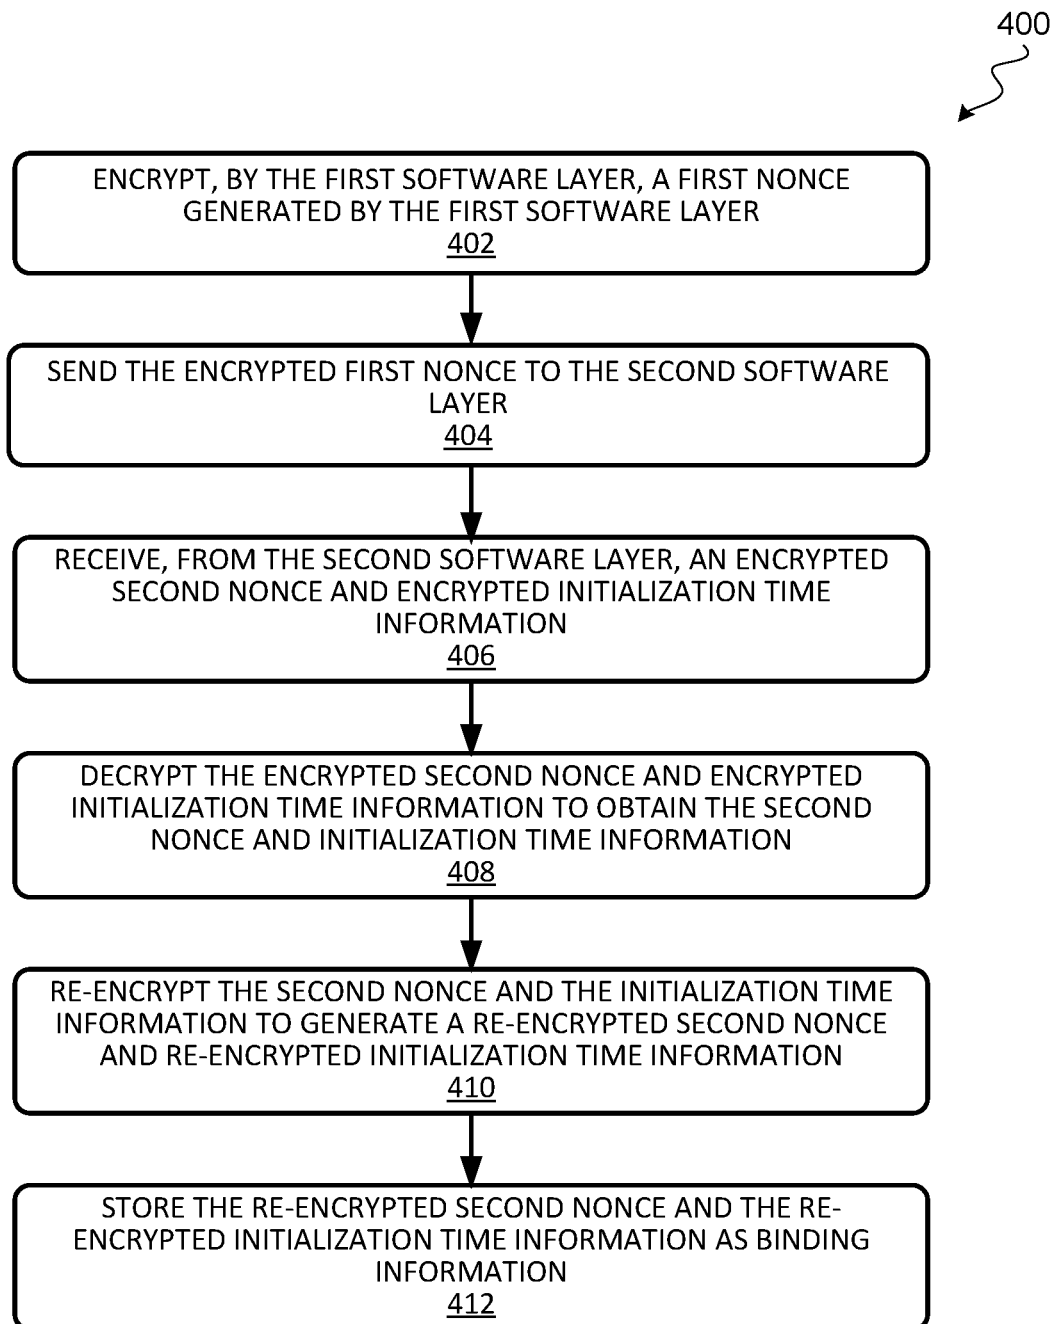 400
ENCRYPT, BY THE FIRST SOFTWARE LAYER, A FIRST NONCE
GENERATED BY THE FIRST SOFTWARE LAYER
402
SEND THE ENCRYPTED FIRST NONCE TO THE SECOND SOFTWARE
LAYER
404
RECEIVE, FROM THE SECOND SOFTWARE LAYER, AN ENCRYPTED
SECOND NONCE AND ENCRYPTED INITIALIZATION TIME
INFORMATION
406
DECRYPT THE ENCRYPTED SECOND NONCE AND ENCRYPTED
INITIALIZATION TIME INFORMATION TO OBTAIN THE SECOND
NONCE AND INITIALIZATION TIME INFORMATION
408
RE-ENCRYPT THE SECOND NONCE AND THE INITIALIZATION TIME
INFORMATION TO GENERATE A RE-ENCRYPTED SECOND NONCE
AND RE-ENCRYPTED INITIALIZATION TIME INFORMATION
410
STORE THE RE-ENCRYPTED SECOND NONCE AND THE RE-
ENCRYPTED INITIALIZATION TIME INFORMATION AS BINDING
INFORMATION
412